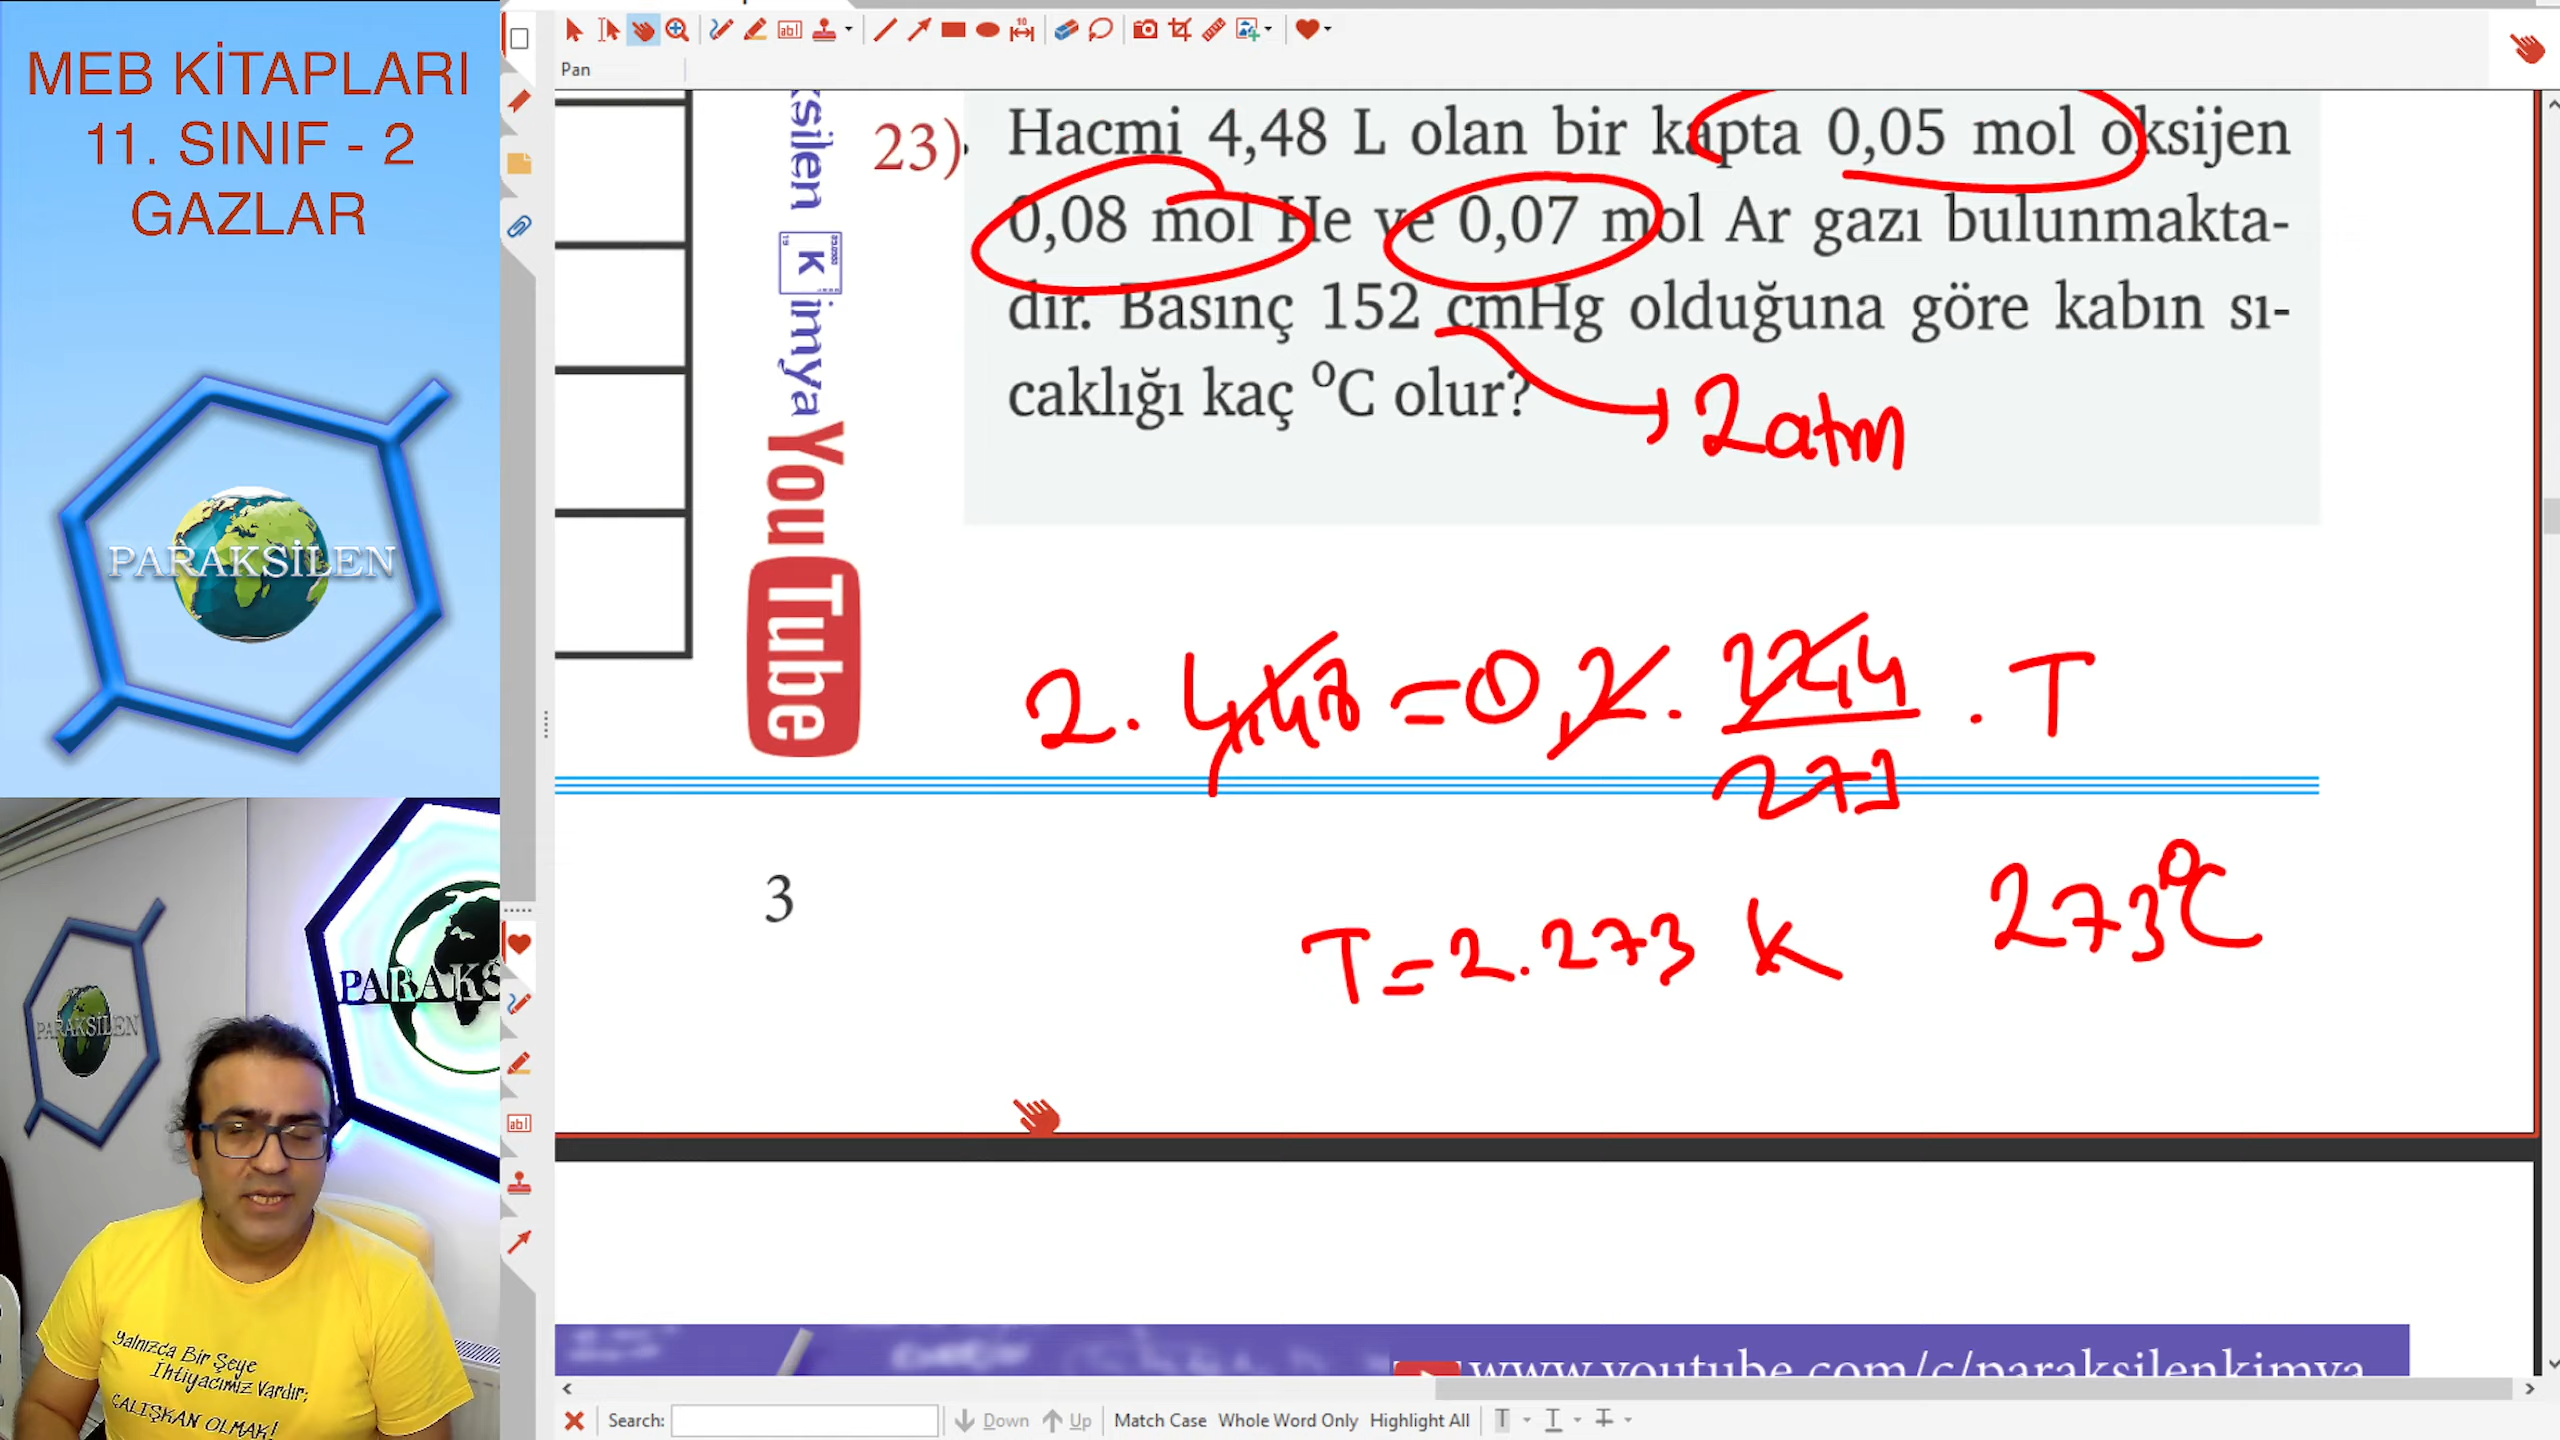 MEB KİTAPLARI
11. SINIF - 2
GAZLAR
PARAKSİLEN
PARAKSİLEN
PARAKS
Yalnızca Bir Şeye
İhtiyacımız Vardır;
ÇALIŞKAN OLMAK!
Pan
ksilen Kimya
YouTube
23)
Hacmi 4,48 L olan bir kapta 0,05 mol oksijen
0,08 mol He ve 0,07 mol Ar gazı bulunmakta-
dır. Basınç 152 cmHg olduğuna göre kabın sı-
caklığı kaç °C olur?
2 atm
2. 4,48 = 0,2. 22,4/273 . T
T = 2.273 K
273°C
3
www.youtube.com/c/paraksilenkimya
Search: Down Up Match Case Whole Word Only Highlight All